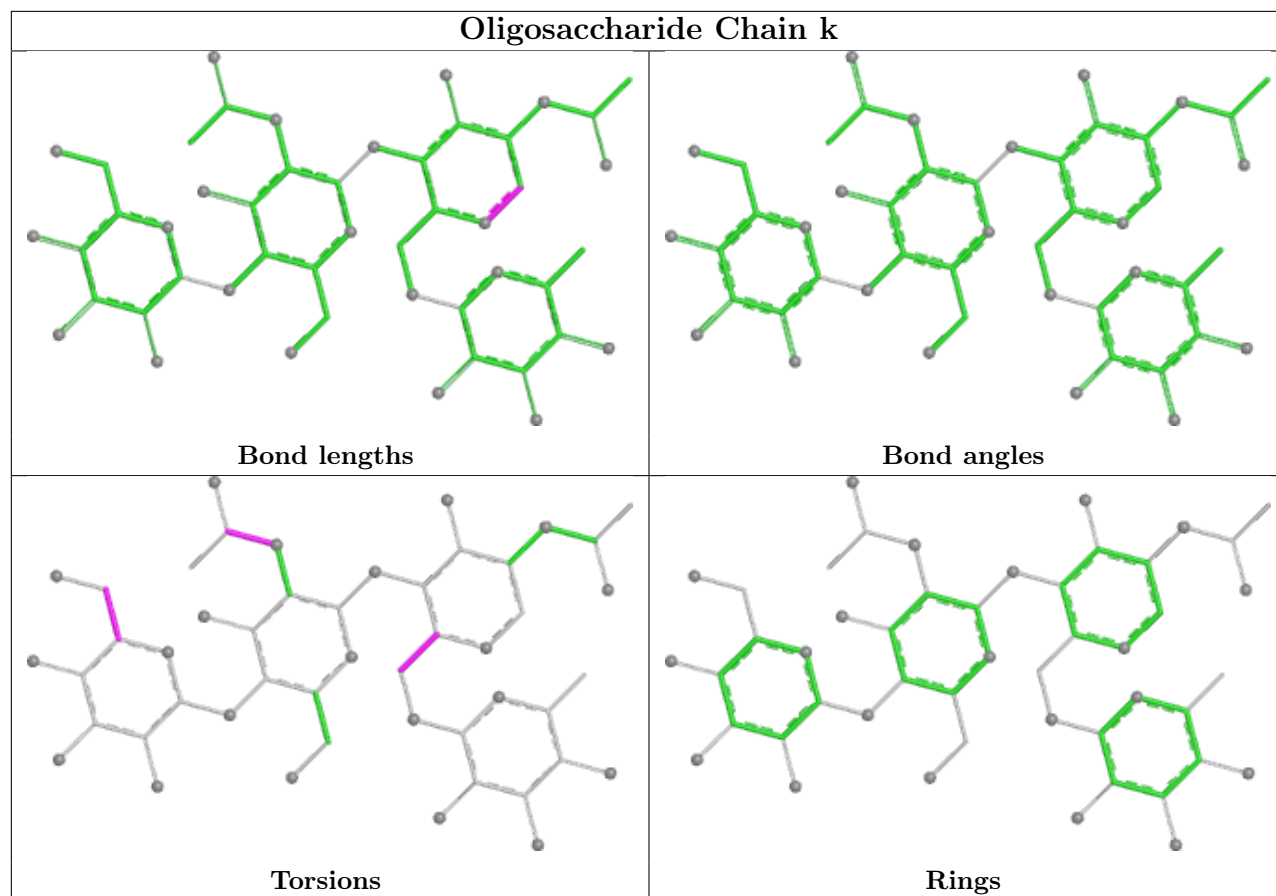 Oligosaccharide Chain k
Bond lengths
Bond angles
Torsions
Rings